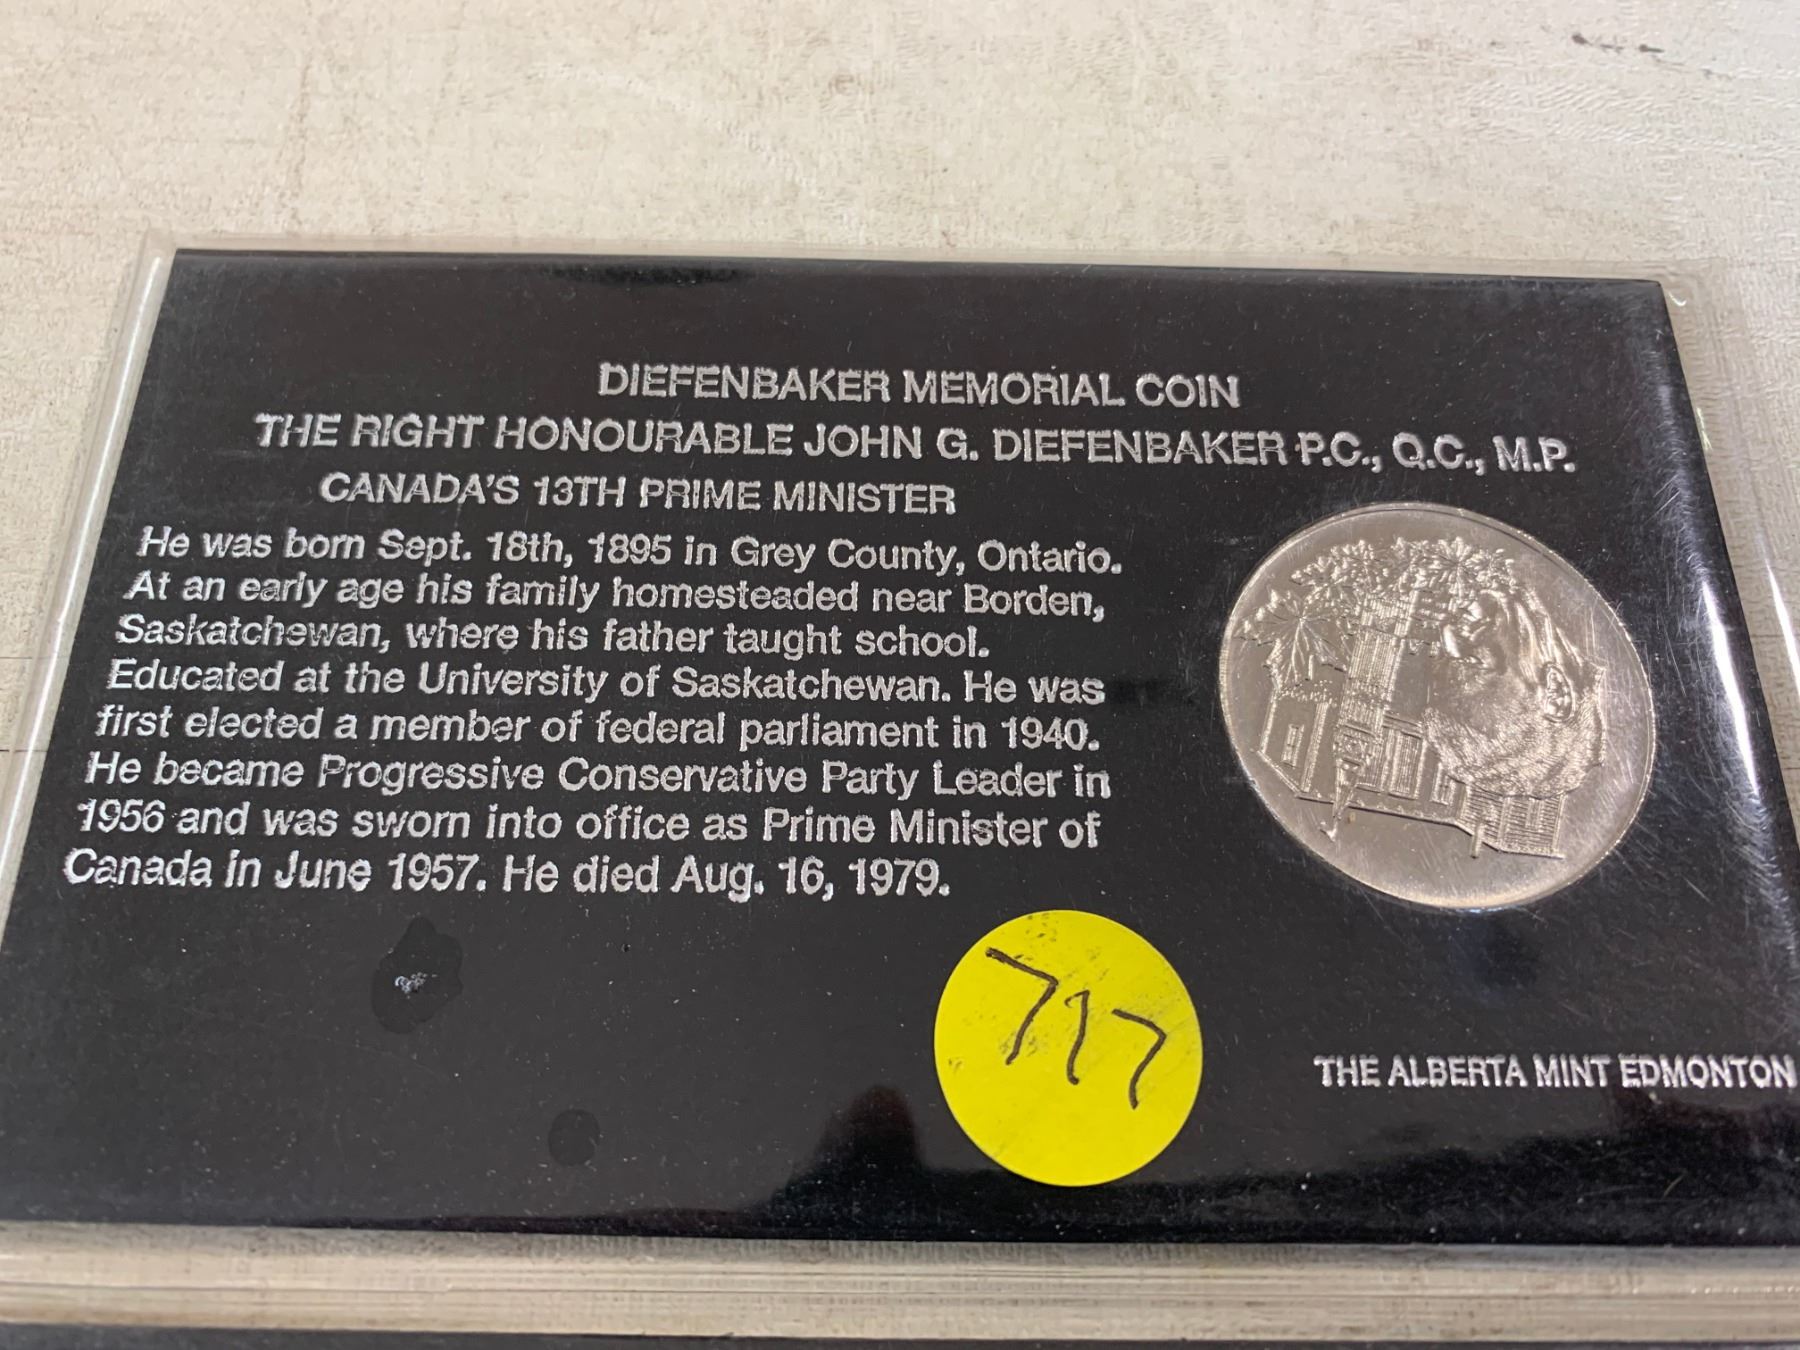 DIEFENBAKER MEMORIAL COIN
THE RIGHT HONOURABLE JOHN G. DIEFENBAKER P.C., Q.C., M.P.
CANADA'S 13TH PRIME MINISTER
He was born Sept. 18th, 1895 in Grey County, Ontario.
At an early age his family homesteaded near Borden,
Saskatchewan, where his father taught school.
Educated at the University of Saskatchewan. He was
first elected a member of federal parliament in 1940.
He became Progressive Conservative Party Leader in
1956 and was sworn into office as Prime Minister of
Canada in June 1957. He died Aug. 16, 1979.
THE ALBERTA MINT EDMONTON